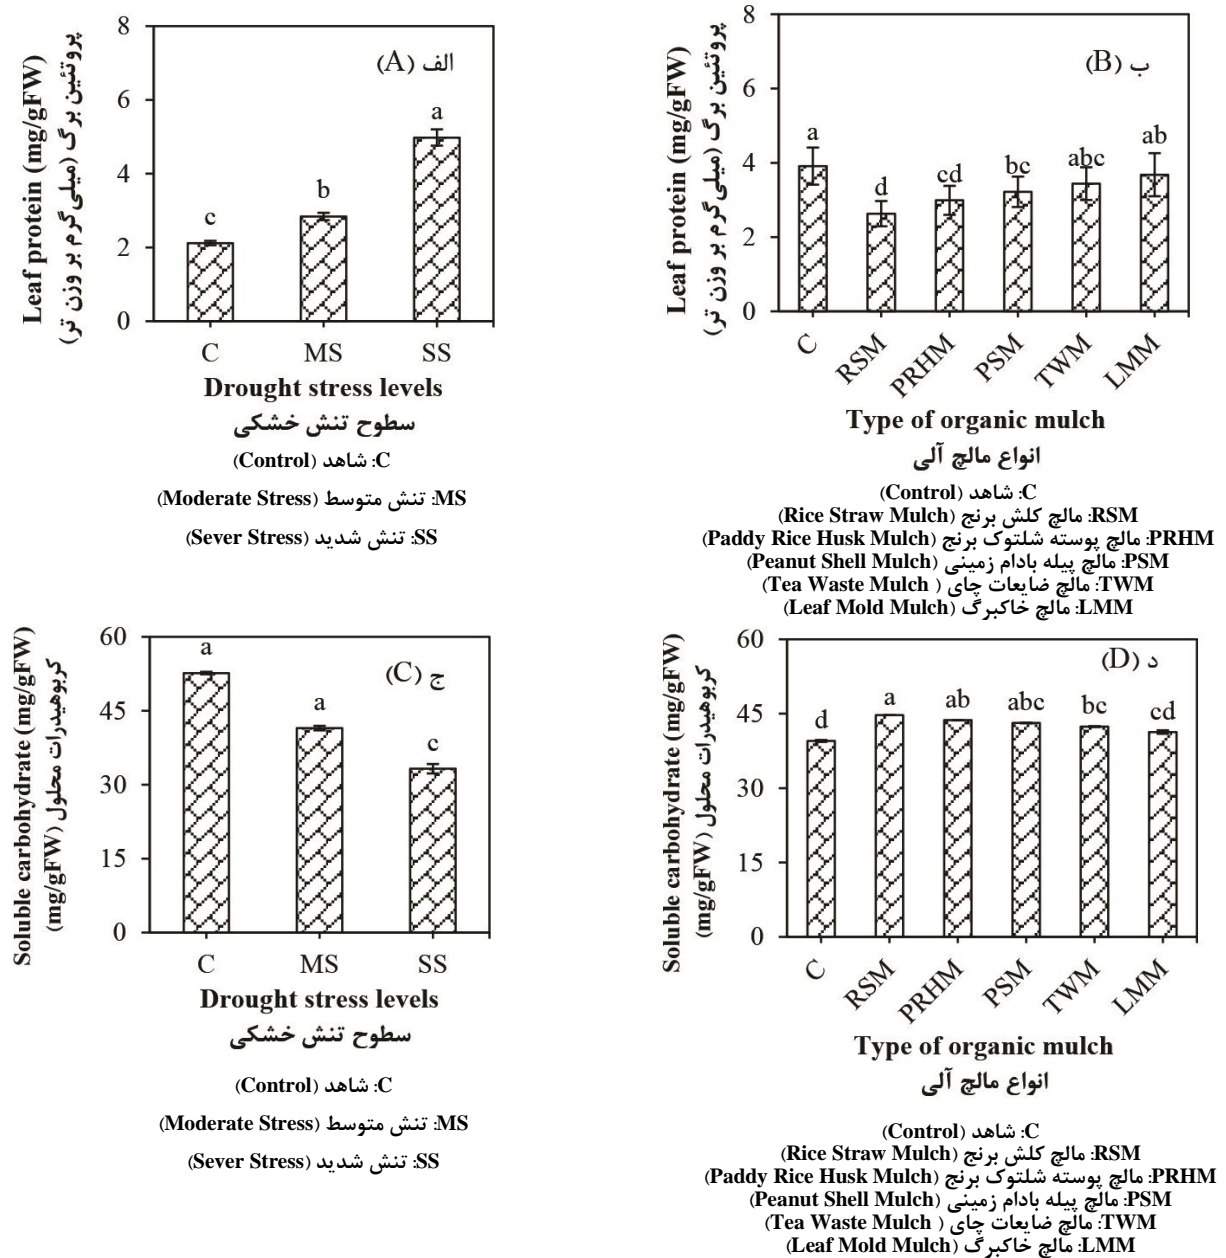 Leaf protein (mg/gFW)
پروتئین برگ (میلی‌گرم بر وزن تر)
8
6
4
2
0
الف (A)
c
b
a
C MS SS
Drought stress levels
سطوح تنش خشکی
C: شاهد (Control)
MS: تنش متوسط (Moderate Stress)
SS: تنش شدید (Sever Stress)
Leaf protein (mg/gFW)
پروتئین برگ (میلی‌گرم بر وزن تر)
8
6
4
2
0
ب (B)
a d cd bc abc ab
C RSM PRHM PSM TWM LMM
Type of organic mulch
انواع مالچ آلی
C: شاهد (Control)
RSM: مالچ کلش برنج (Rice Straw Mulch)
PRHM: مالچ پوسته شلتوک برنج (Paddy Rice Husk Mulch)
PSM: مالچ پیله بادام زمینی (Peanut Shell Mulch)
TWM: مالچ ضایعات چای ( Tea Waste Mulch)
LMM: مالچ خاکبرگ (Leaf Mold Mulch)
Soluble carbohydrate (mg/gFW)
کربوهیدرات محلول (mg/gFW)
60
45
30
15
0
ج (C)
a
a
c
C MS SS
Drought stress levels
سطوح تنش خشکی
C: شاهد (Control)
MS: تنش متوسط (Moderate Stress)
SS: تنش شدید (Sever Stress)
Soluble carbohydrate (mg/gFW)
کربوهیدرات محلول (mg/gFW)
60
45
30
15
0
د (D)
d a ab abc bc cd
C RSM PRHM PSM TWM LMM
Type of organic mulch
انواع مالچ آلی
C: شاهد (Control)
RSM: مالچ کلش برنج (Rice Straw Mulch)
PRHM: مالچ پوسته شلتوک برنج (Paddy Rice Husk Mulch)
PSM: مالچ پیله بادام زمینی (Peanut Shell Mulch)
TWM: مالچ ضایعات چای ( Tea Waste Mulch)
LMM: مالچ خاکبرگ (Leaf Mold Mulch)